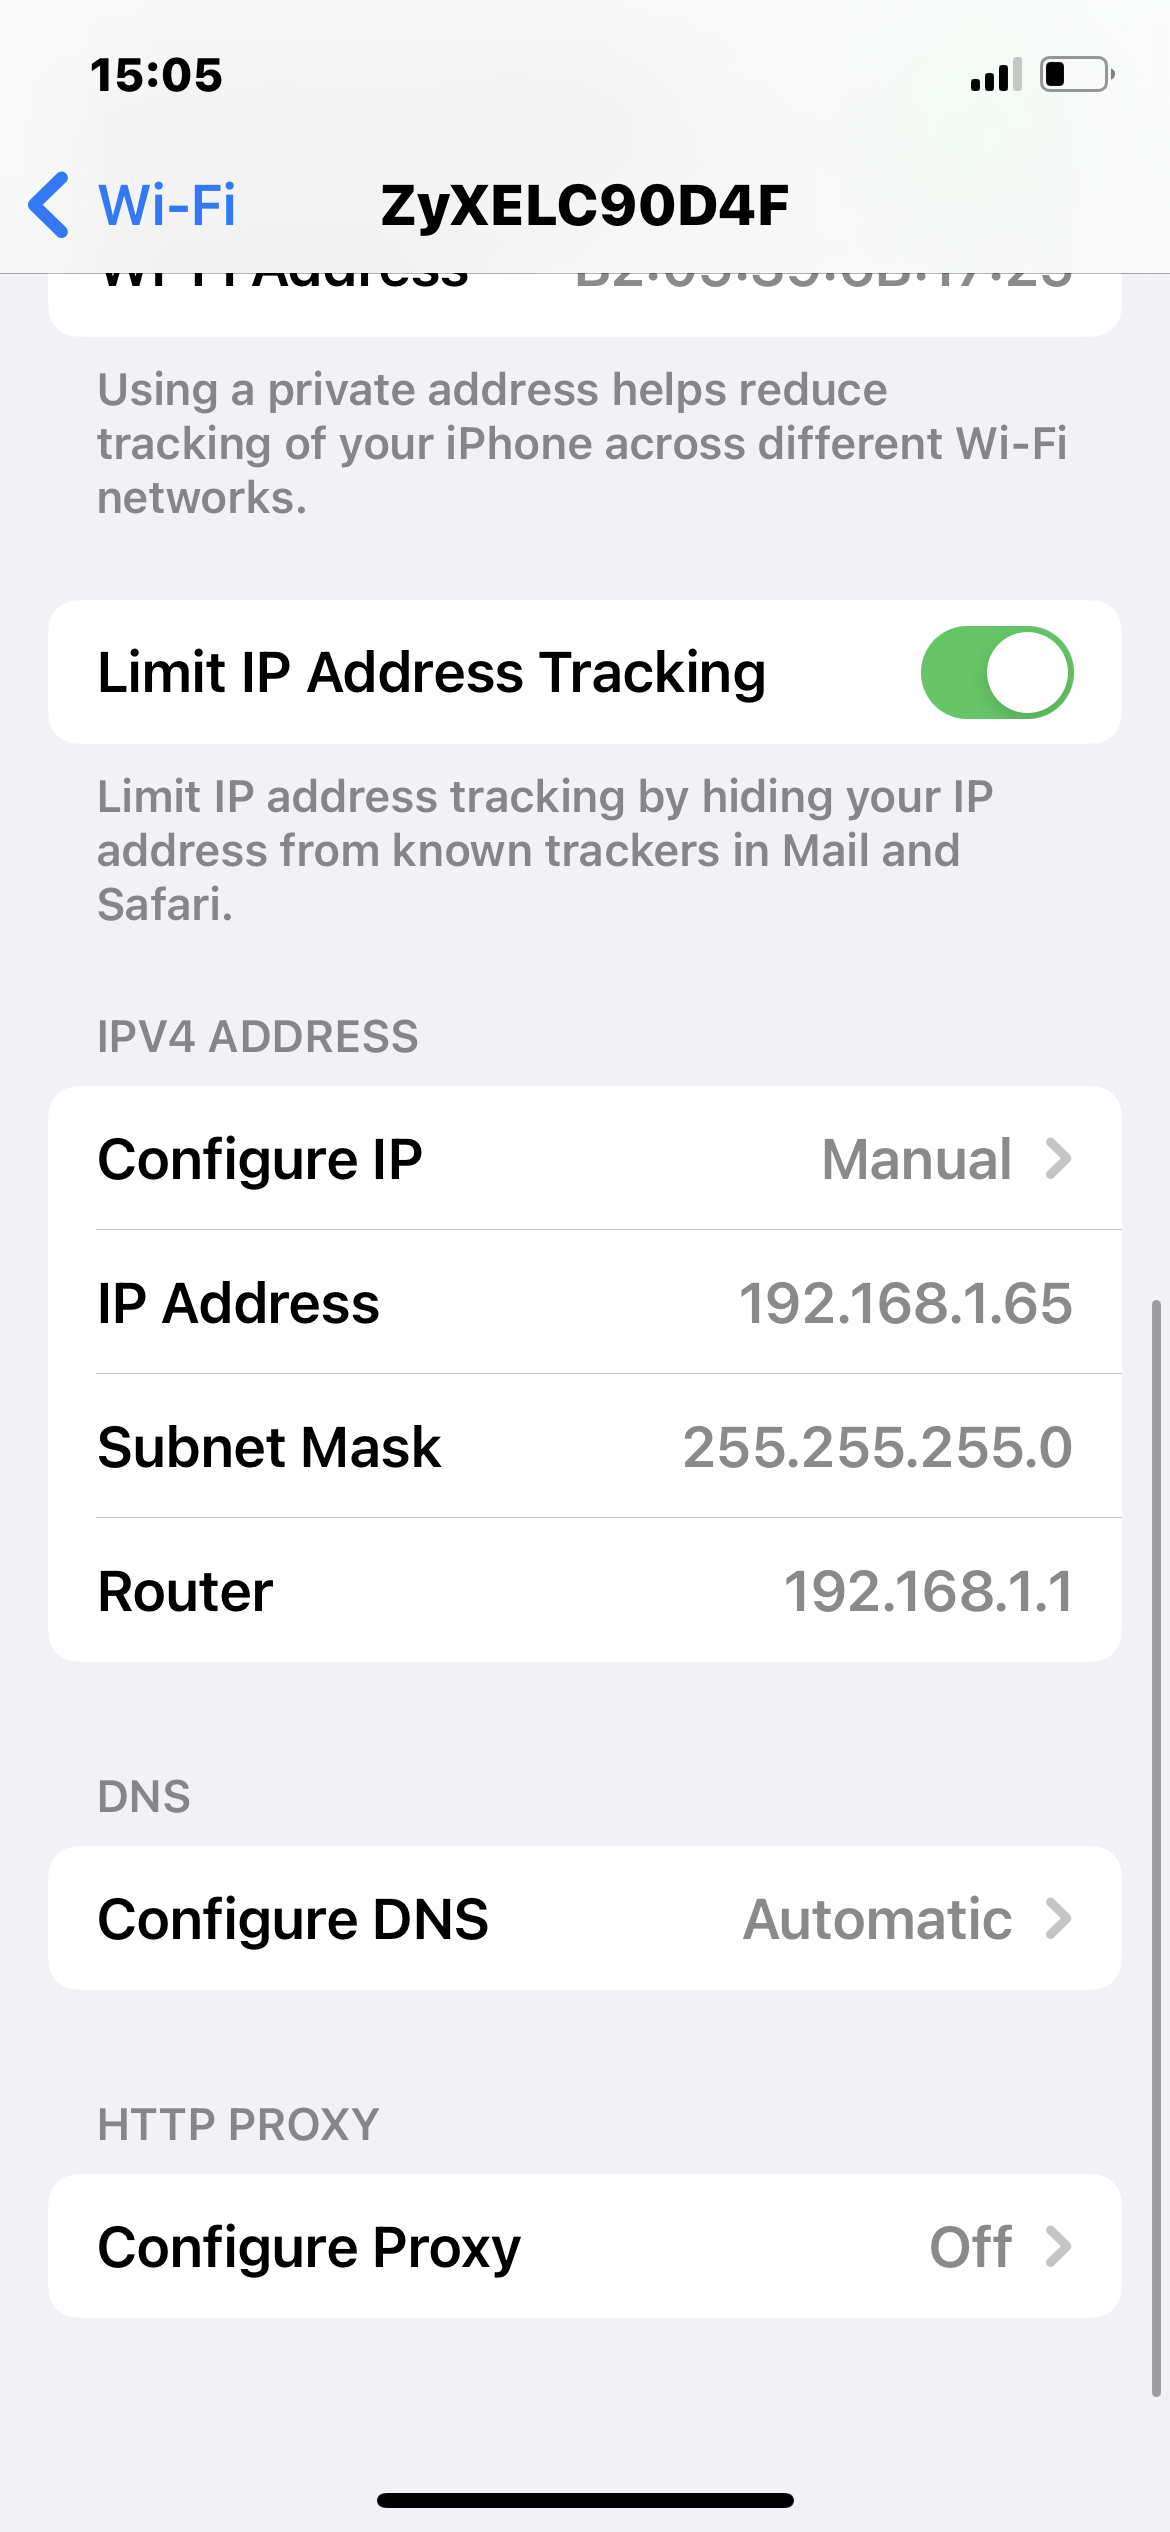 15:05
Wi-Fi
ZyXELC90D4F
Wi-Fi Address
Using a private address helps reduce
tracking of your iPhone across different Wi-Fi
networks.
Limit IP Address Tracking
Limit IP address tracking by hiding your IP
address from known trackers in Mail and
Safari.
IPV4 ADDRESS
Configure IP Manual
IP Address 192.168.1.65
Subnet Mask 255.255.255.0
Router 192.168.1.1
DNS
Configure DNS Automatic
HTTP PROXY
Configure Proxy Off